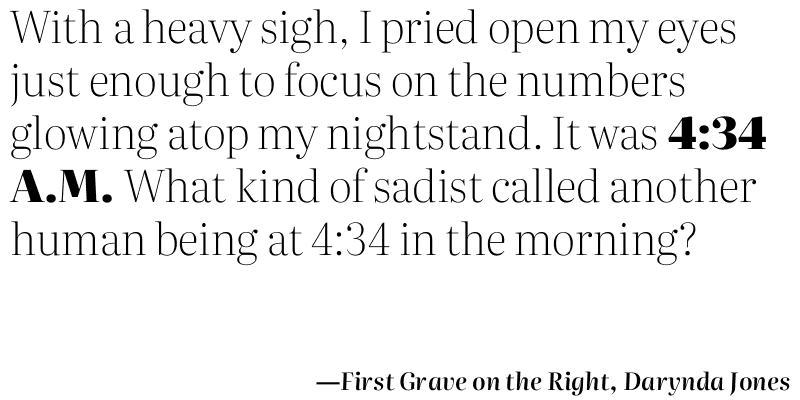 With a heavy sigh, I pried open my eyes
just enough to focus on the numbers
glowing atop my nightstand. It was 4:34
A.M. What kind of sadist called another
human being at 4:34 in the morning?
—First Grave on the Right, Darynda Jones